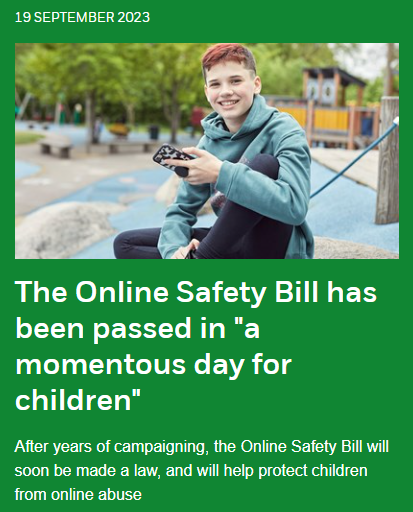 19 SEPTEMBER 2023
The Online Safety Bill has
been passed in "a
momentous day for
children"
After years of campaigning, the Online Safety Bill will
soon be made a law, and will help protect children
from online abuse